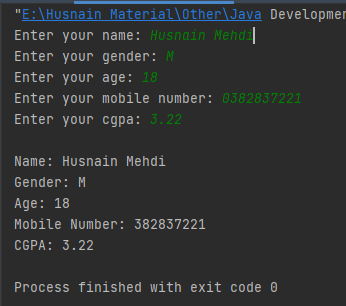 "E:\Husnain Material\Other\Java Developmen
Enter your name: Husnain Mehdi
Enter your gender: M
Enter your age: 18
Enter your mobile number: 0382837221
Enter your cgpa: 3.22
Name: Husnain Mehdi
Gender: M
Age: 18
Mobile Number: 382837221
CGPA: 3.22
Process finished with exit code 0